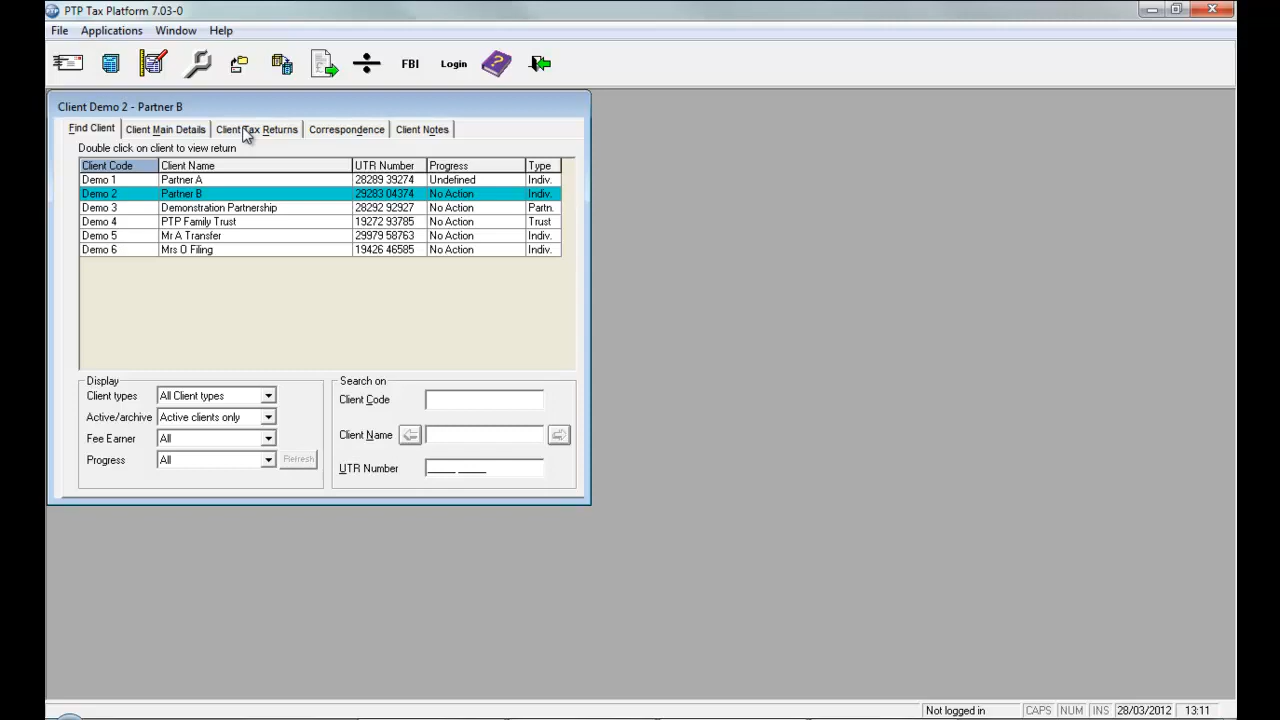 PTP Tax Platform 7.03-0
File Applications Window Help
FBI Login
Client Demo 2 - Partner B
Find Client Client Main Details Client Tax Returns Correspondence Client Notes
Double click on client to view return
Client Code Client Name UTR Number Progress Type
Demo 1 Partner A 28289 39274 Undefined Indiv.
Demo 2 Partner B 29283 04374 No Action Indiv.
Demo 3 Demonstration Partnership 28292 92927 No Action Partn.
Demo 4 PTP Family Trust 19272 93785 No Action Trust
Demo 5 Mr A Transfer 29979 58763 No Action Indiv.
Demo 6 Mrs O Filing 19426 46585 No Action Indiv.
Display Search on
Client types All Client types Client Code
Active/archive Active clients only
Fee Earner All Client Name
Progress All Refresh UTR Number
Not logged in CAPS NUM INS 28/03/2012 13:11